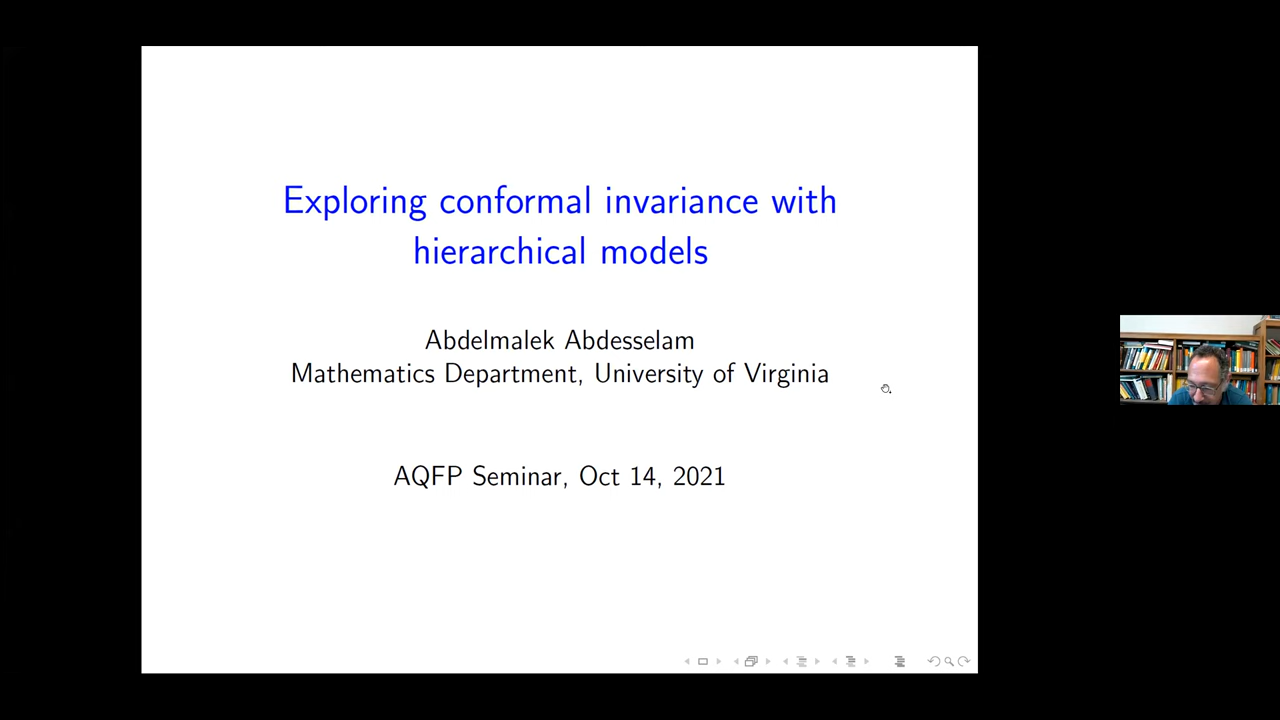 Exploring conformal invariance with
hierarchical models
Abdelmalek Abdesselam
Mathematics Department, University of Virginia
AQFP Seminar, Oct 14, 2021